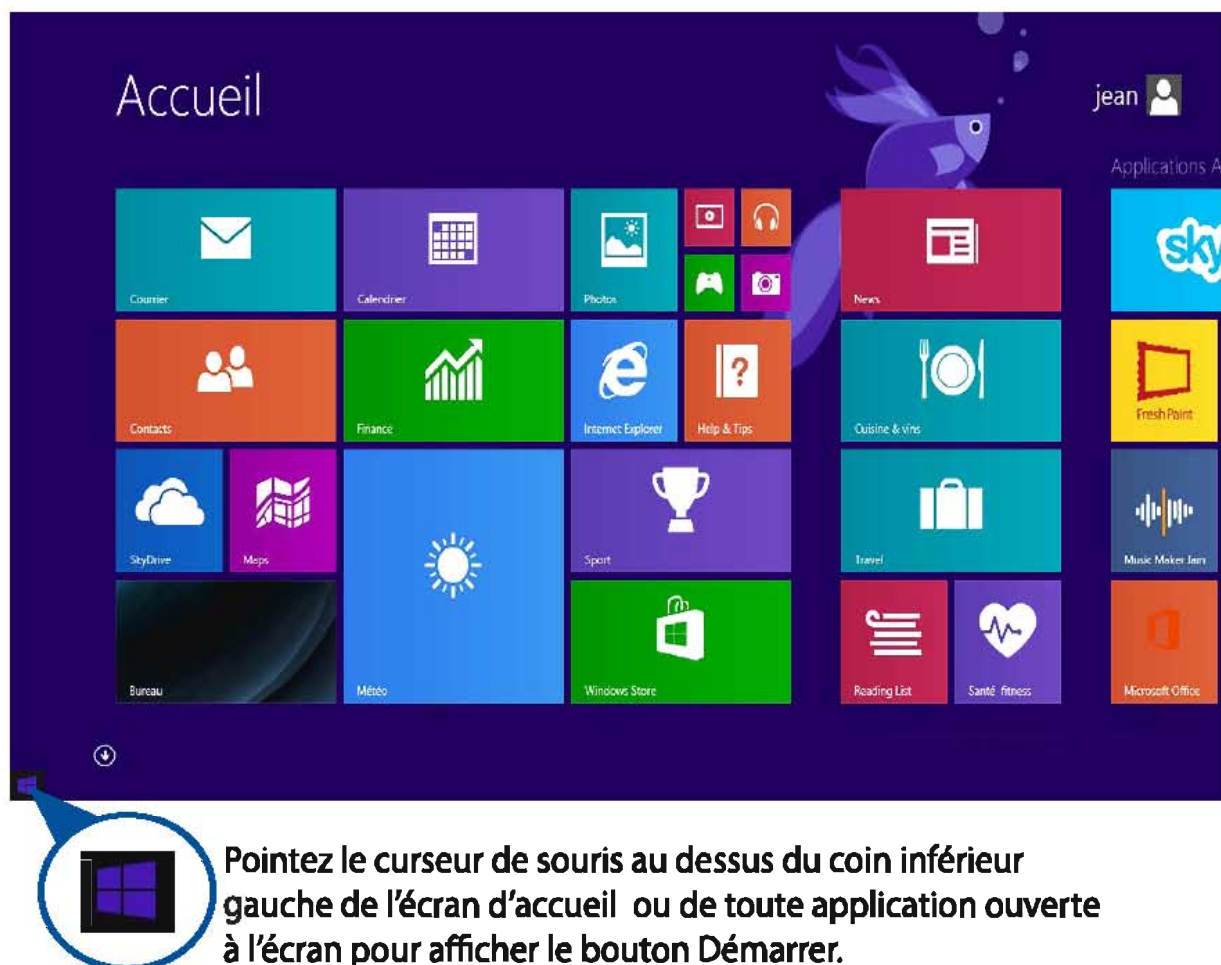 Accueil
jean
Applications A
Courrier
Calendrier
Photos
News
sky
Contacts
Finance
Internet Explorer
Help & Tips
Cuisine & vins
Fresh Paint
SkyDrive
Maps
Sport
Travel
Music Maker Jam
Bureau
Météo
Windows Store
Reading List
Santé fitness
Microsoft Office
Pointez le curseur de souris au dessus du coin inférieur
gauche de l'écran d'accueil ou de toute application ouverte
à l'écran pour afficher le bouton Démarrer.